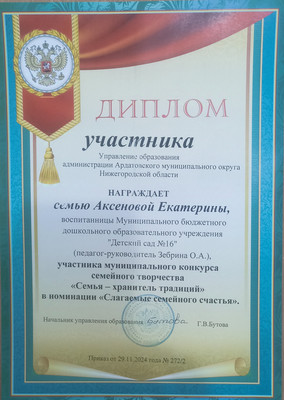 ДИПЛОМ
участника
Управление образования
администрации Ардатовского муниципального округа
Нижегородской области
НАГРАЖДАЕТ
семью Аксеновой Екатерины,
воспитанницы Муниципального бюджетного
дошкольного образовательного учреждения
"Детский сад №16"
(педагог-руководитель Зебрина О.А.),
участника муниципального конкурса
семейного творчества
«Семья – хранитель традиций»
в номинации «Слагаемые семейного счастья».
Начальник управления образования Г.В.Бутова
Приказ от 29.11.2024 года № 272/2